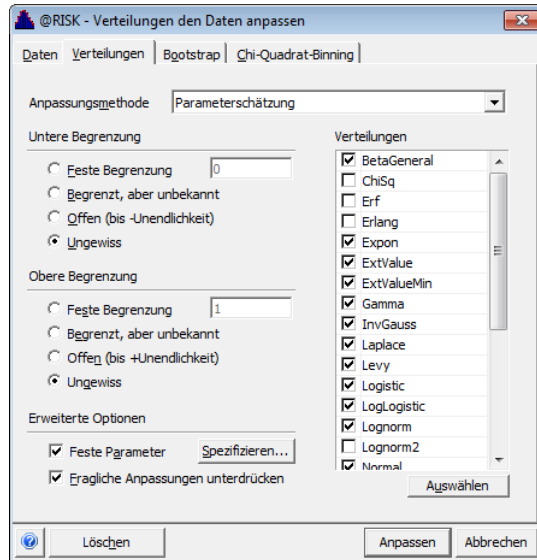 @RISK - Verteilungen den Daten anpassen
Daten Verteilungen Bootstrap Chi-Quadrat-Binning
Anpassungsmethode Parameterschätzung
Untere Begrenzung
Feste Begrenzung 0
Begrenzt, aber unbekannt
Offen (bis -Unendlichkeit)
Ungewiss
Obere Begrenzung
Feste Begrenzung 1
Begrenzt, aber unbekannt
Offen (bis +Unendlichkeit)
Ungewiss
Erweiterte Optionen
Feste Parameter Spezifizieren...
Fragliche Anpassungen unterdrücken
Verteilungen
BetaGeneral
ChiSq
Erf
Erlang
Expon
ExtValue
ExtValueMin
Gamma
InvGauss
Laplace
Levy
Logistic
LogLogistic
Lognorm
Lognorm2
Normal
Auswählen
Löschen Anpassen Abbrechen